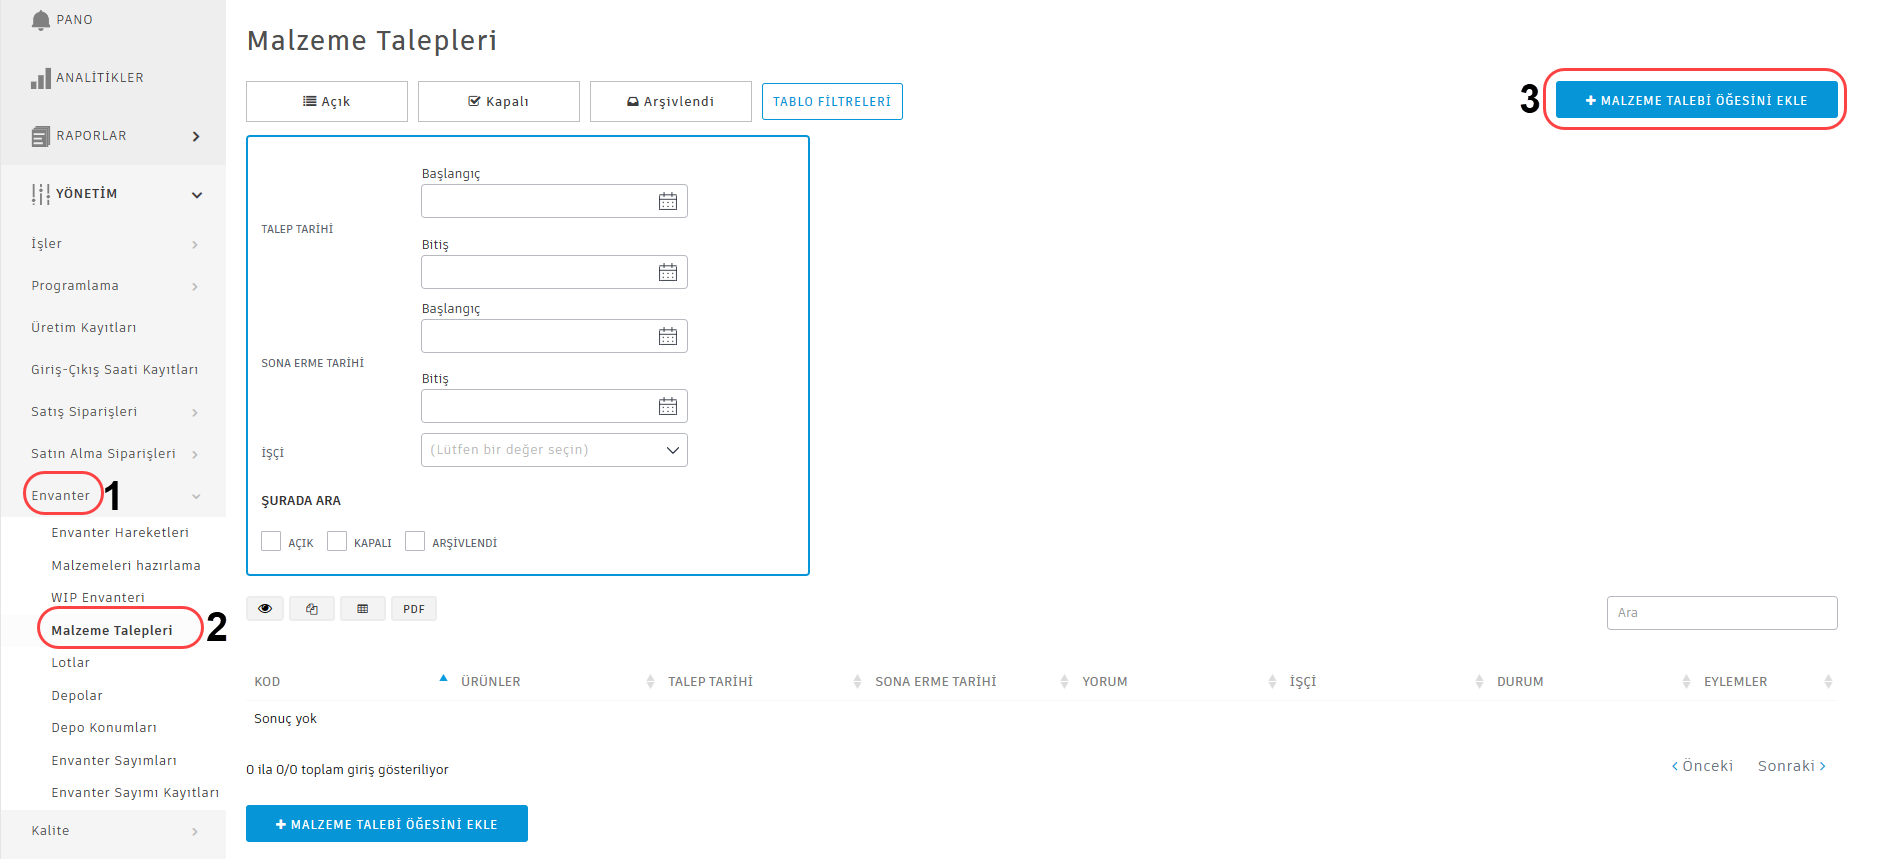 PANO
ANALİTİKLER
RAPORLAR
YÖNETİM
İşler
Programlama
Üretim Kayıtları
Giriş-Çıkış Saati Kayıtları
Satış Siparişleri
Satın Alma Siparişleri
Envanter 1
Envanter Hareketleri
Malzemeleri hazırlama
WIP Envanteri
Malzeme Talepleri 2
Lotlar
Depolar
Depo Konumları
Envanter Sayımları
Envanter Sayımı Kayıtları
Kalite
Malzeme Talepleri
Açık Kapalı Arşivlendi TABLO FİLTRELERİ
3 MALZEME TALEBİ ÖĞESİNİ EKLE
Başlangıç
TALEP TARİHİ
Bitiş
Başlangıç
SONA ERME TARİHİ
Bitiş
İŞÇİ (Lütfen bir değer seçin)
ŞURADA ARA
AÇIK KAPALI ARŞİVLENDİ
PDF Ara
KOD ÜRÜNLER TALEP TARİHİ SONA ERME TARİHİ YORUM İŞÇİ DURUM EYLEMLER
Sonuç yok
0 ila 0/0 toplam giriş gösteriliyor
Önceki Sonraki
MALZEME TALEBİ ÖĞESİNİ EKLE